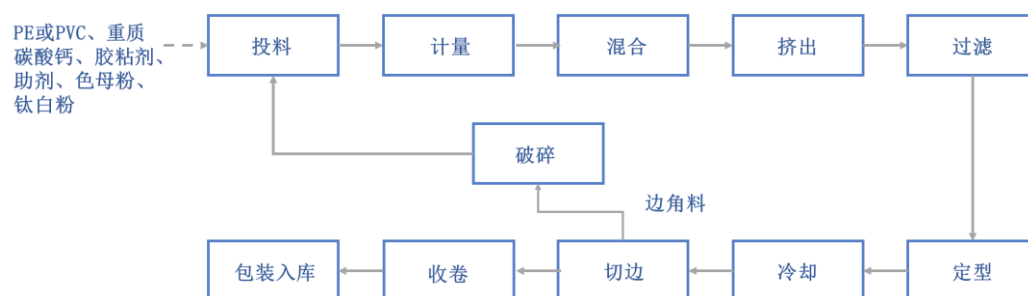 PE或PVC、重质
碳酸钙、胶粘剂、
助剂、色母粉、
钛白粉
投料
计量
混合
挤出
过滤
破碎
边角料
包装入库
收卷
切边
冷却
定型